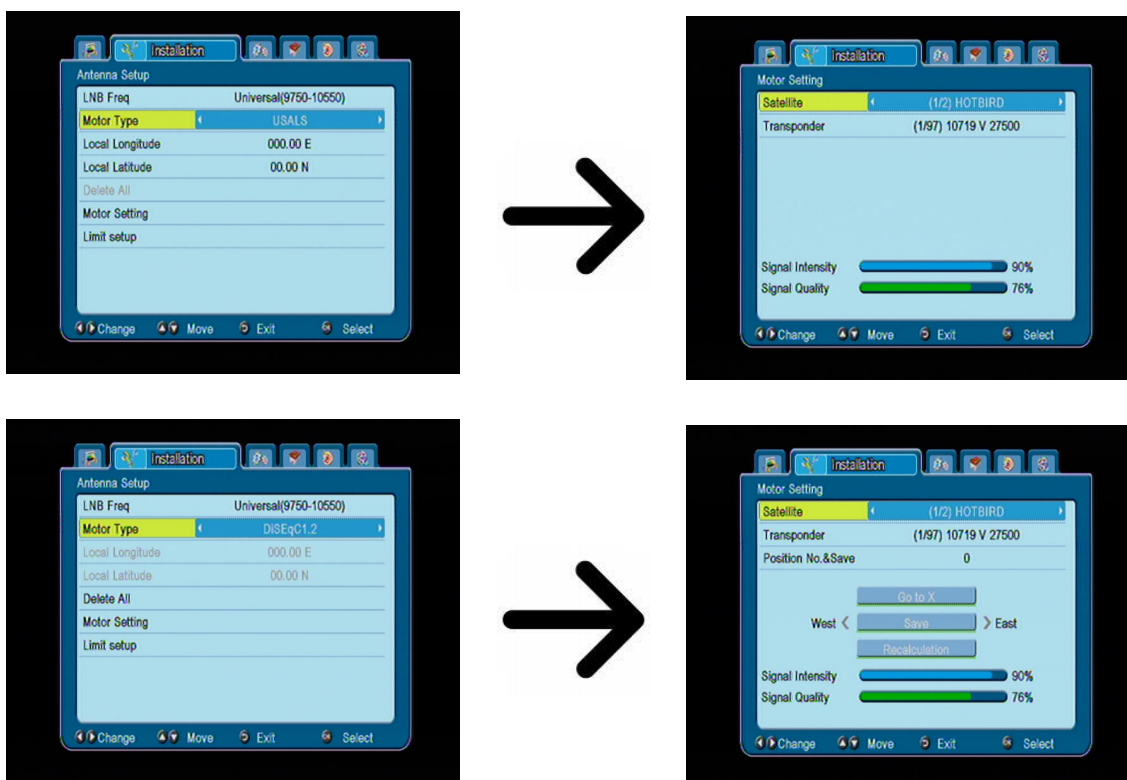 Installation
Antenna Setup
LNB Freq Universal(9750-10550)
Motor Type USALS
Local Longitude 000.00 E
Local Latitude 00.00 N
Delete All
Motor Setting
Limit setup
Change Move Exit Select
Installation
Motor Setting
Satellite (1/2) HOTBIRD
Transponder (1/97) 10719 V 27500
Signal Intensity 90%
Signal Quality 76%
Change Move Exit Select
Installation
Antenna Setup
LNB Freq Universal(9750-10550)
Motor Type DiSEqC1.2
Local Longitude 000.00 E
Local Latitude 00.00 N
Delete All
Motor Setting
Limit setup
Change Move Exit Select
Installation
Motor Setting
Satellite (1/2) HOTBIRD
Transponder (1/97) 10719 V 27500
Position No.&Save 0
Go to X
West Save East
Recalculation
Signal Intensity 90%
Signal Quality 76%
Change Move Exit Select